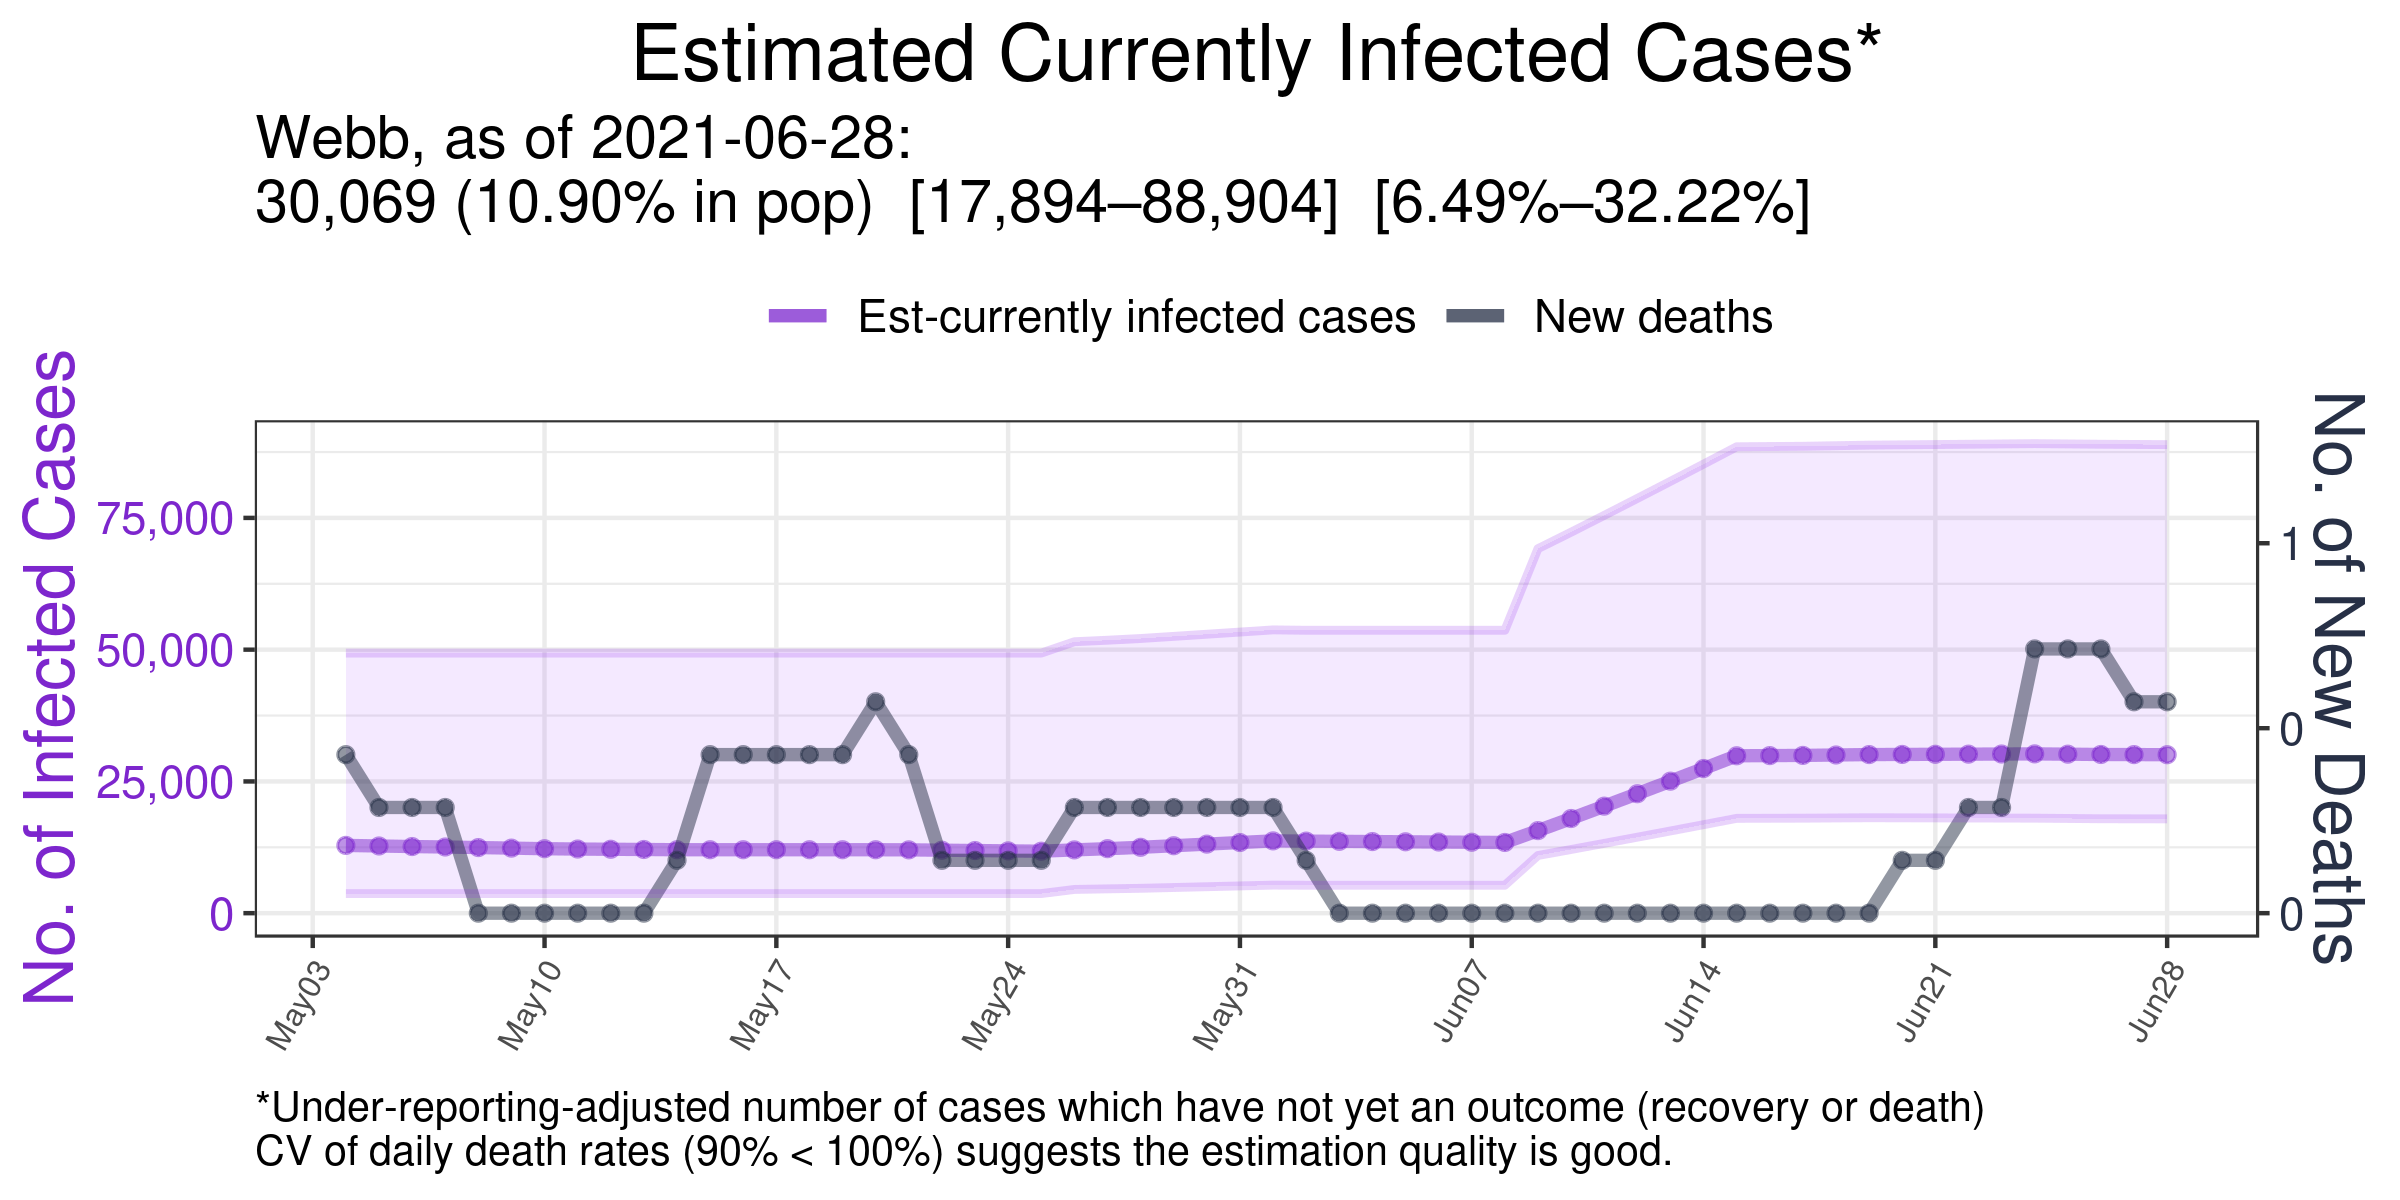 Estimated Currently Infected Cases*
Webb, as of 2021-06-28:
30,069 (10.90% in pop) [17,894–88,904] [6.49%–32.22%]
Est-currently infected cases
New deaths
No. of Infected Cases
75,000
50,000
25,000
0
No. of New Deaths
1
0
0
May03
May10
May17
May24
May31
Jun07
Jun14
Jun21
Jun28
*Under-reporting-adjusted number of cases which have not yet an outcome (recovery or death)
CV of daily death rates (90% < 100%) suggests the estimation quality is good.